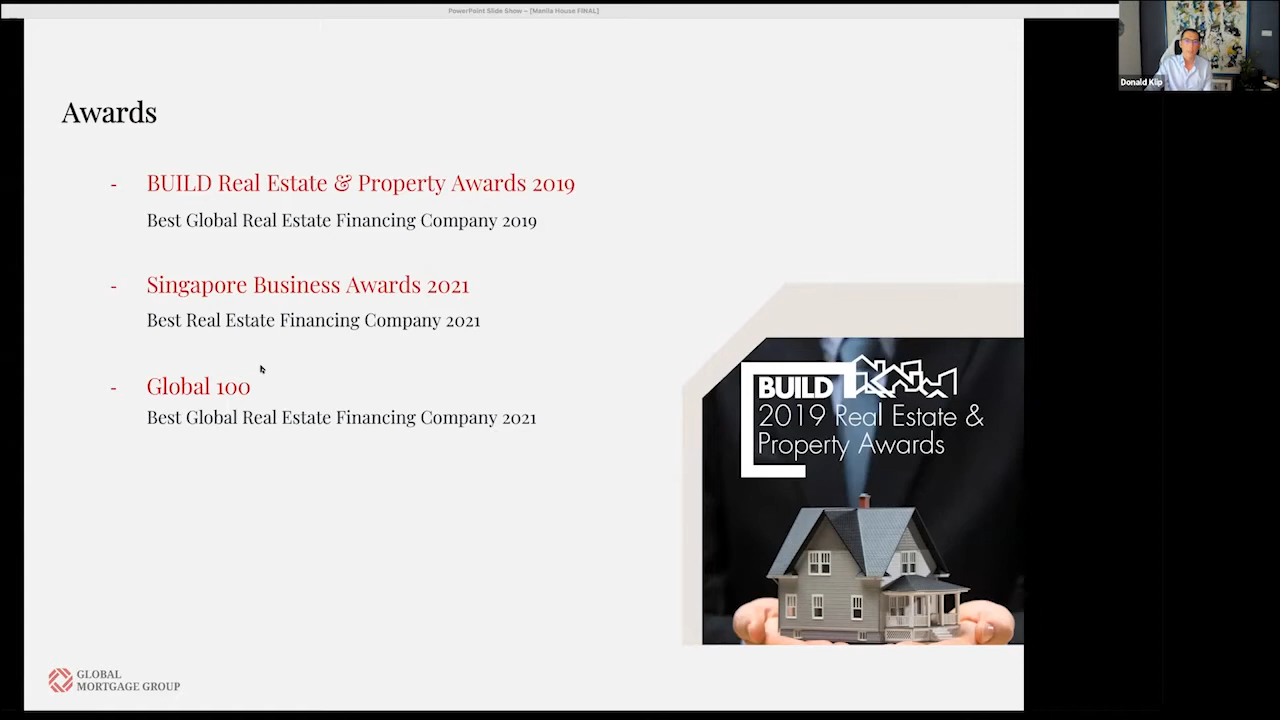 PowerPoint Slide Show - [Manila House FINAL]
Donald Klip
Awards
- BUILD Real Estate & Property Awards 2019
Best Global Real Estate Financing Company 2019
- Singapore Business Awards 2021
Best Real Estate Financing Company 2021
- Global 100
Best Global Real Estate Financing Company 2021
BUILD
2019 Real Estate &
Property Awards
GLOBAL
MORTGAGE GROUP